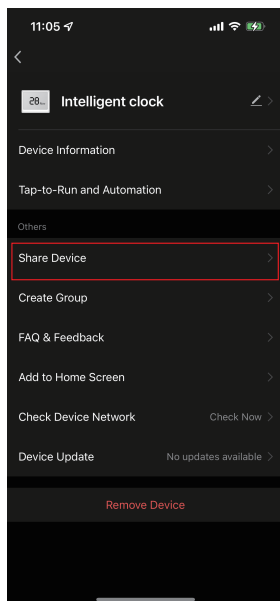 11:05
28
Intelligent clock
Device Information
Tap-to-Run and Automation
Others
Share Device
Create Group
FAQ & Feedback
Add to Home Screen
Check Device Network Check Now
Device Update No updates available
Remove Device